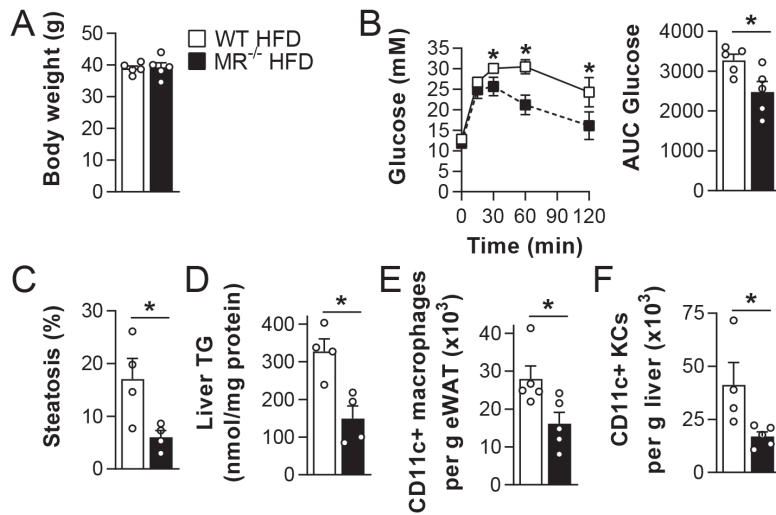 A
Body weight (g)
50
40
30
20
10
0
WT HFD
MR-/- HFD
B
Glucose (mM)
35
30
25
20
15
10
5
0
* * *
0 30 60 90 120
Time (min)
AUC Glucose
4000
3000
2000
1000
0
*
C
Steatosis (%)
30
20
10
0
*
D
Liver TG
(nmol/mg protein)
400
300
200
100
0
*
E
CD11c+ macrophages
per g eWAT (x10³)
40
30
20
10
0
*
F
CD11c+ KCs
per g liver (x10³)
75
50
25
0
*